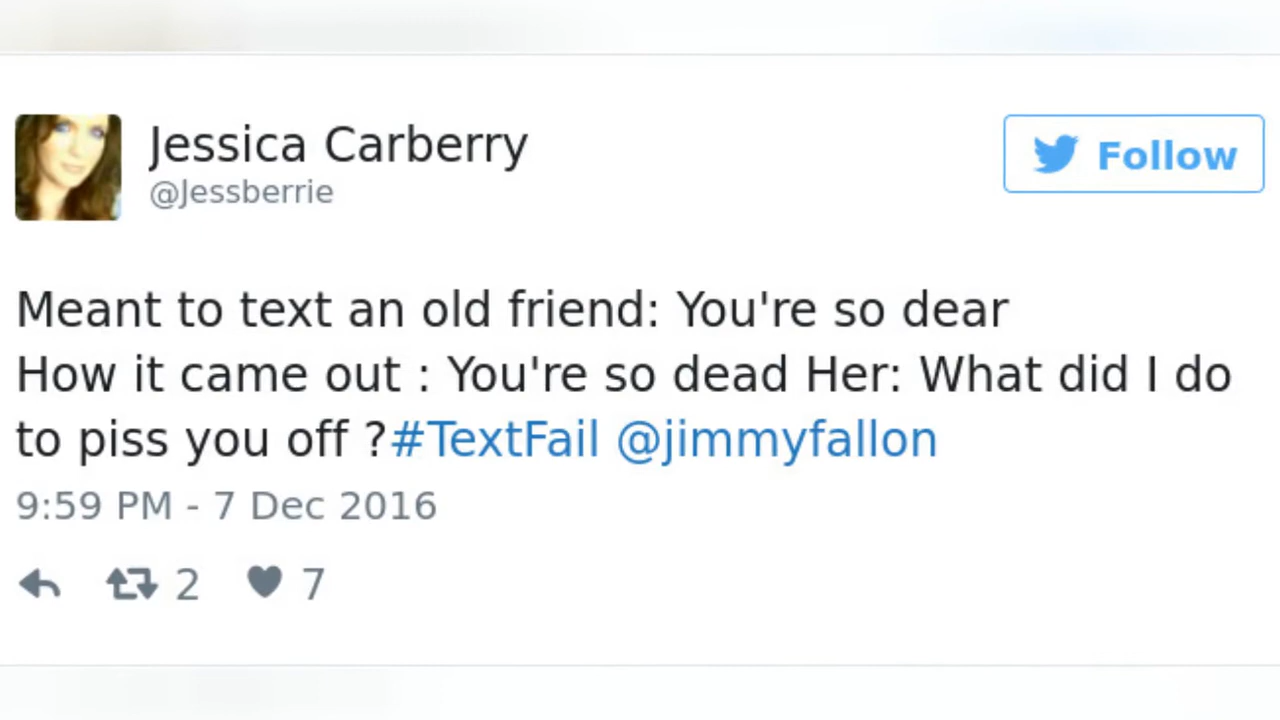 Jessica Carberry
@Jessberrie
Follow
Meant to text an old friend: You're so dear
How it came out : You're so dead Her: What did I do
to piss you off ?#TextFail @jimmyfallon
9:59 PM - 7 Dec 2016
2 7